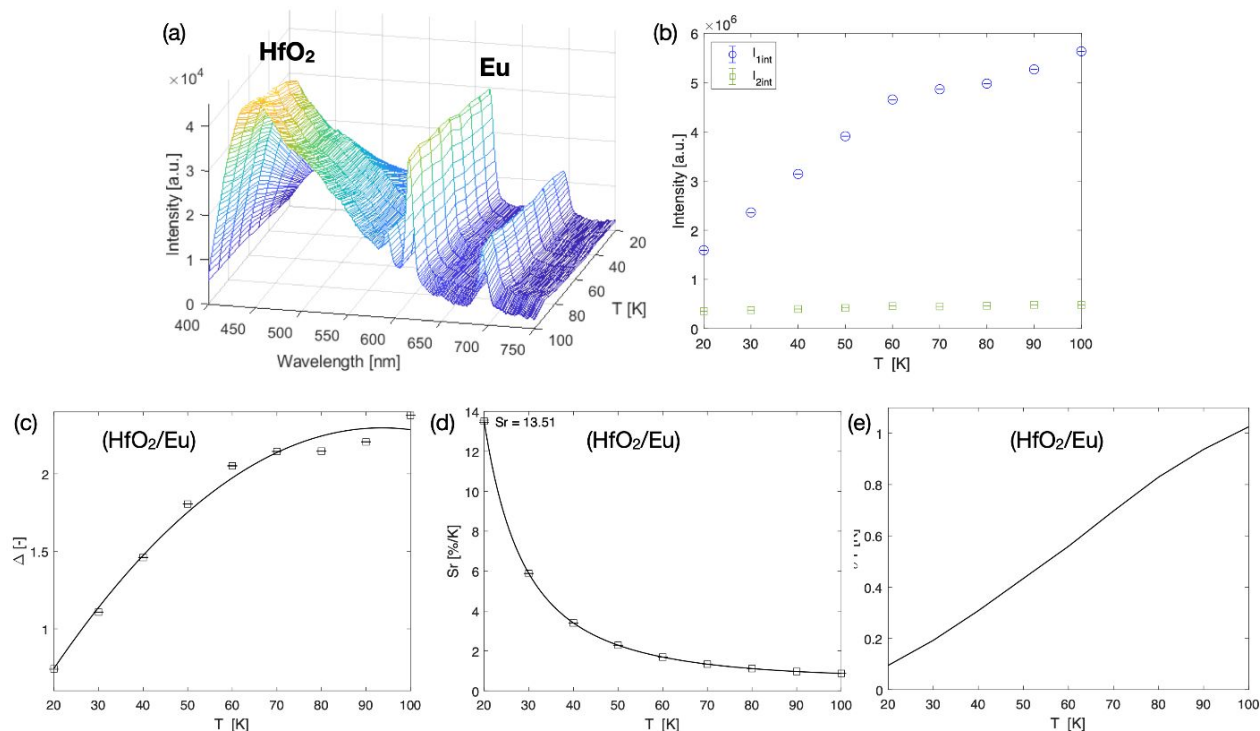 (a)
HfO₂
Eu
×10⁴
4
3
2
1
0
Intensity [a.u.]
400
450
500
550
600
650
700
750
Wavelength [nm]
20
40
60
80
100
T [K]
(b)
×10⁶
I1int
I2int
6
5
4
3
2
1
0
Intensity [a.u.]
20 30 40 50 60 70 80 90 100
T [K]
(c)
(HfO₂/Eu)
2
1.5
1
Δ [-]
20 30 40 50 60 70 80 90 100
T [K]
(d)
Sr = 13.51
(HfO₂/Eu)
14
12
10
8
6
4
2
0
Sr [%/K]
20 30 40 50 60 70 80 90 100
T [K]
(e)
(HfO₂/Eu)
1
0.8
0.6
0.4
0.2
0
20 30 40 50 60 70 80 90 100
T [K]